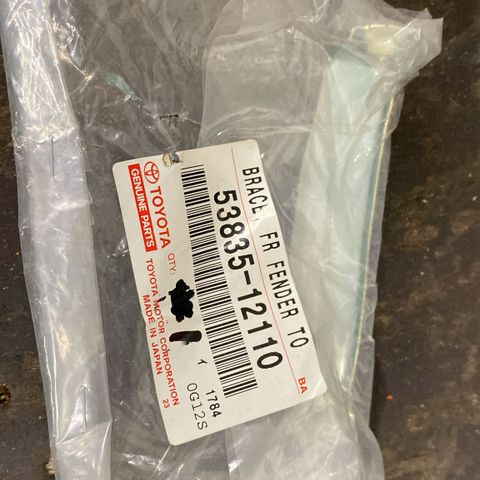 BRACE, FR FENDER TO
53835-12110
BA
TOYOTA
GENUINE PARTS
QTY:
1
1784
0G12S
TOYOTA MOTOR CORPORATION
MADE IN JAPAN
23